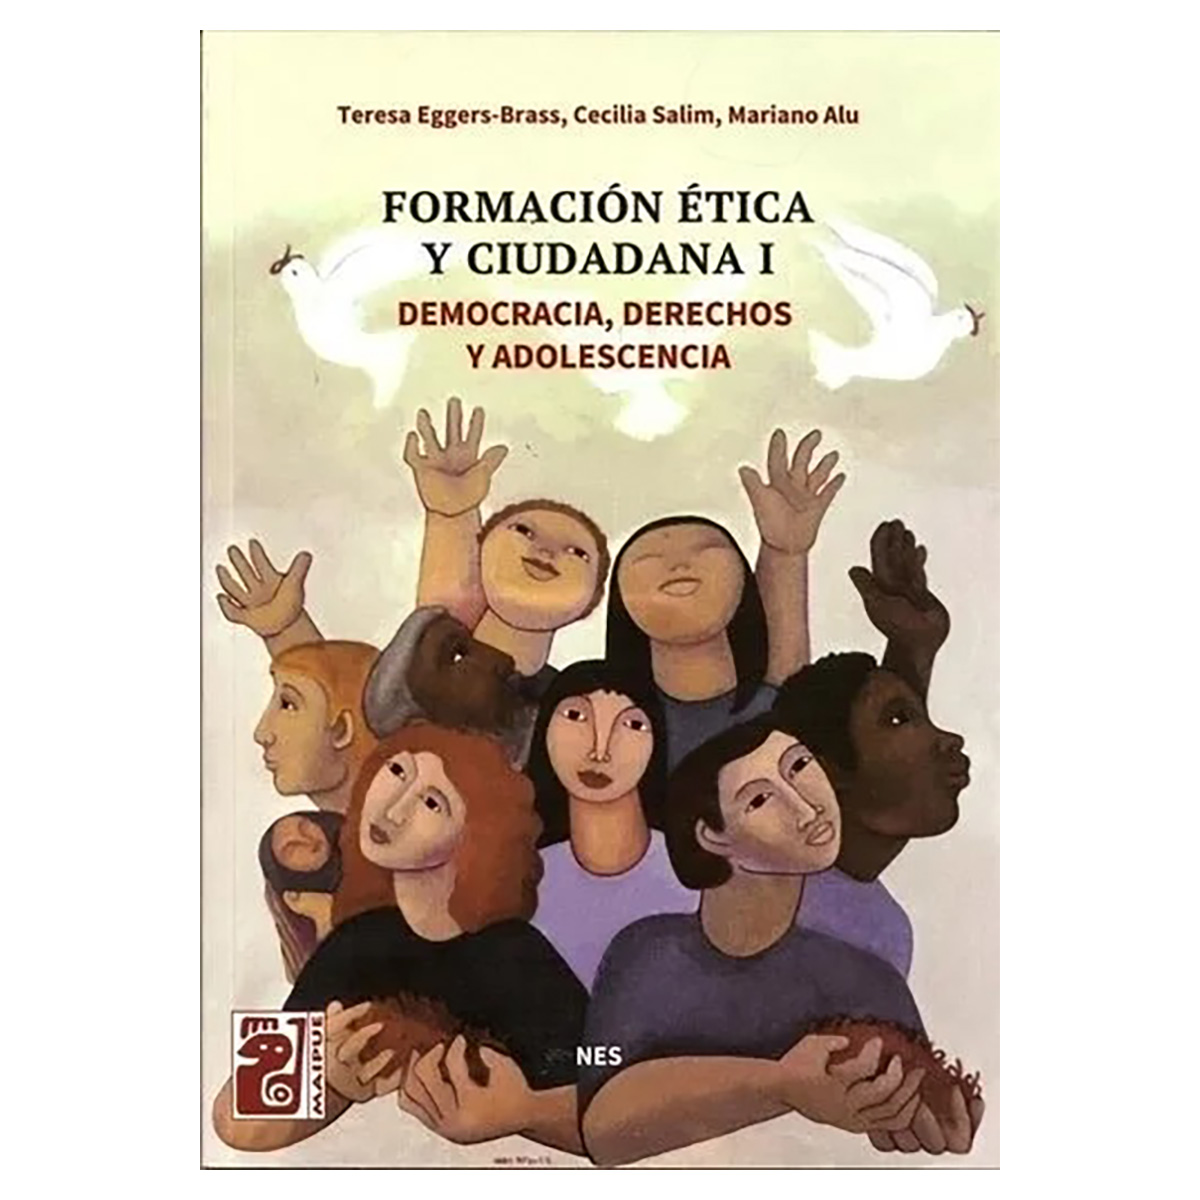 Teresa Eggers-Brass, Cecilia Salim, Mariano Alu
FORMACIÓN ÉTICA
Y CIUDADANA I
DEMOCRACIA, DERECHOS
Y ADOLESCENCIA
MAIPUE
NES